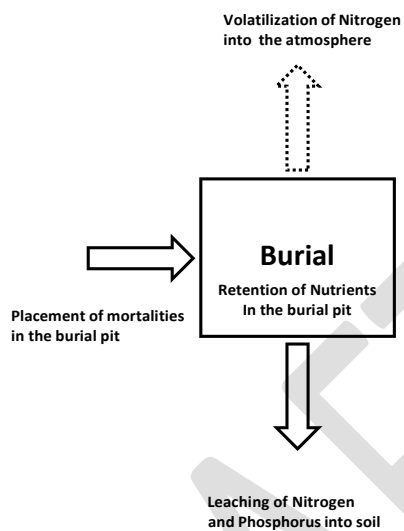 Volatilization of Nitrogen
into the atmosphere
Burial
Retention of Nutrients
In the burial pit
Placement of mortalities
in the burial pit
Leaching of Nitrogen
and Phosphorus into soil